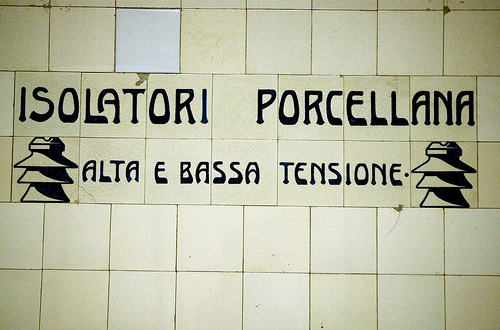 ISOLATORI PORCELLANA
ALTA E BASSA TENSIONE·